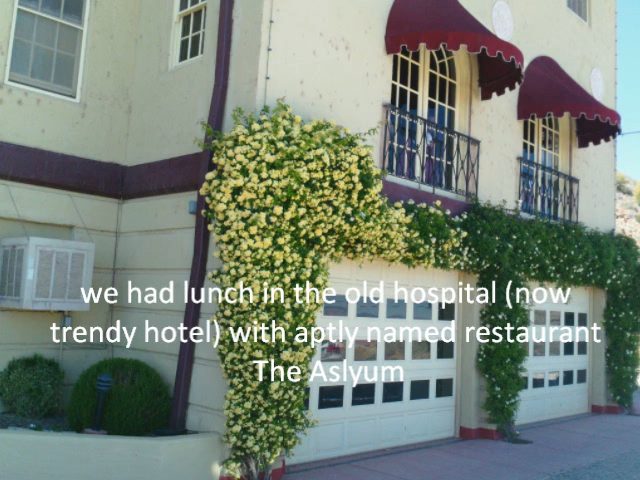 we had lunch in the old hospital (now
trendy hotel) with aptly named restaurant
The Aslyum